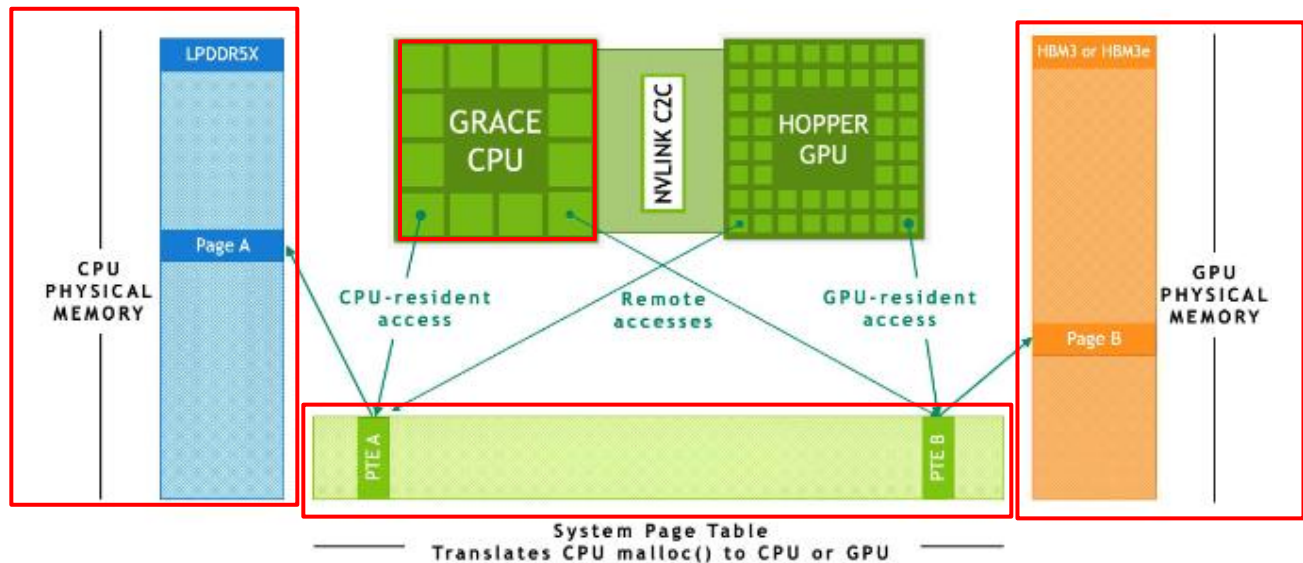 LPDDR5X
Page A
CPU
PHYSICAL
MEMORY
GRACE
CPU
NVLINK C2C
HOPPER
GPU
HBM3 or HBM3e
Page B
GPU
PHYSICAL
MEMORY
CPU-resident
access
Remote
accesses
GPU-resident
access
PTE A
PTE B
System Page Table
Translates CPU malloc() to CPU or GPU